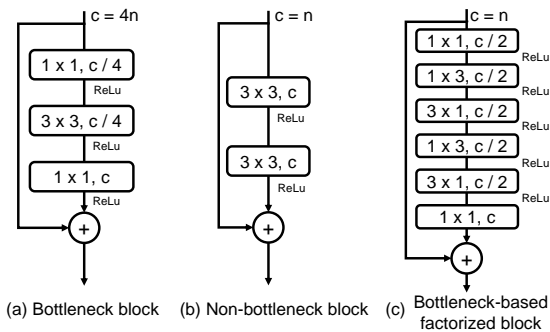 c = 4n
1 x 1, c / 4
ReLu
3 x 3, c / 4
ReLu
1 x 1, c
ReLu
+
(a) Bottleneck block
c = n
3 x 3, c
ReLu
3 x 3, c
ReLu
+
(b) Non-bottleneck block
c = n
1 x 1, c / 2
ReLu
1 x 3, c / 2
ReLu
3 x 1, c / 2
ReLu
1 x 3, c / 2
ReLu
3 x 1, c / 2
ReLu
1 x 1, c
+
(c) Bottleneck-based
factorized block